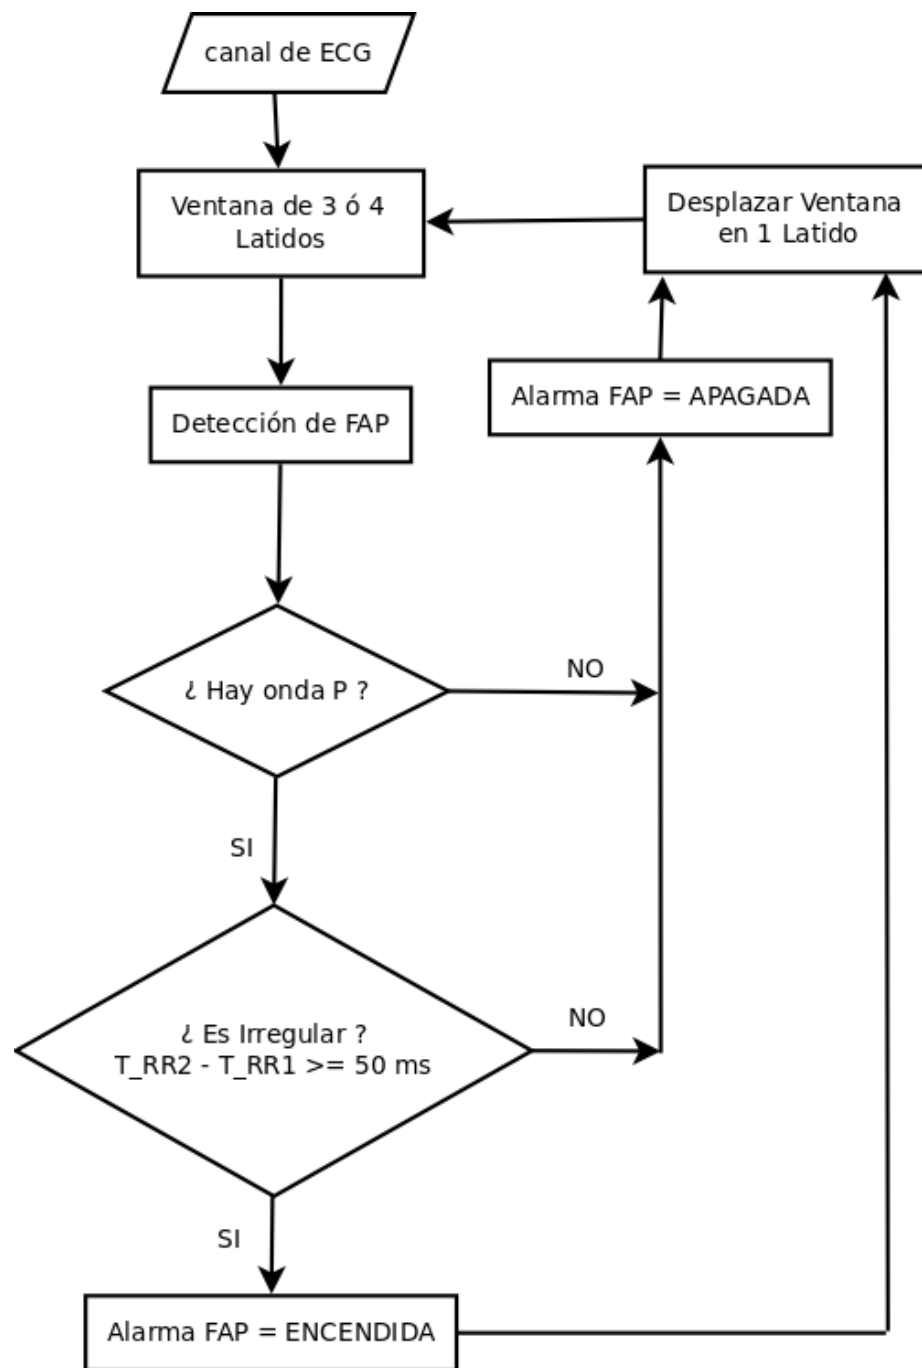 canal de ECG
Ventana de 3 ó 4
Latidos
Desplazar Ventana
en 1 Latido
Detección de FAP
Alarma FAP = APAGADA
¿ Hay onda P ?
NO
SI
¿ Es Irregular ?
T_RR2 - T_RR1 >= 50 ms
NO
SI
Alarma FAP = ENCENDIDA